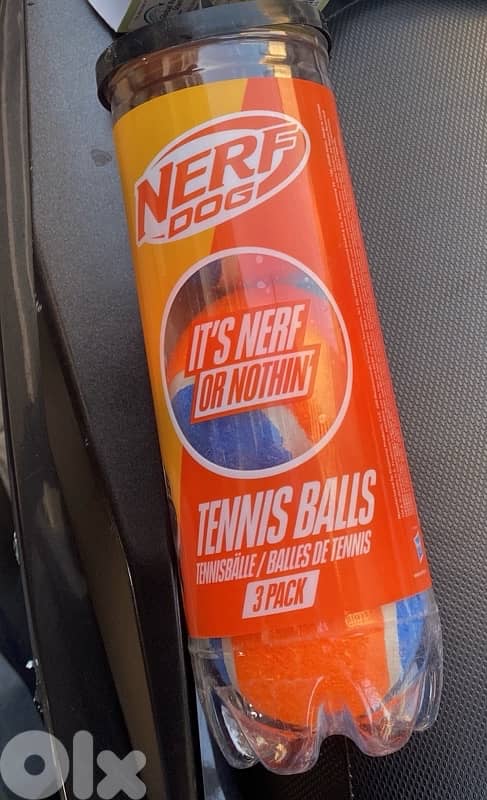 NERF
DOG
IT'S NERF
OR NOTHIN'
TENNIS BALLS
TENNISBÄLLE / BALLES DE TENNIS
3 PACK
OLX